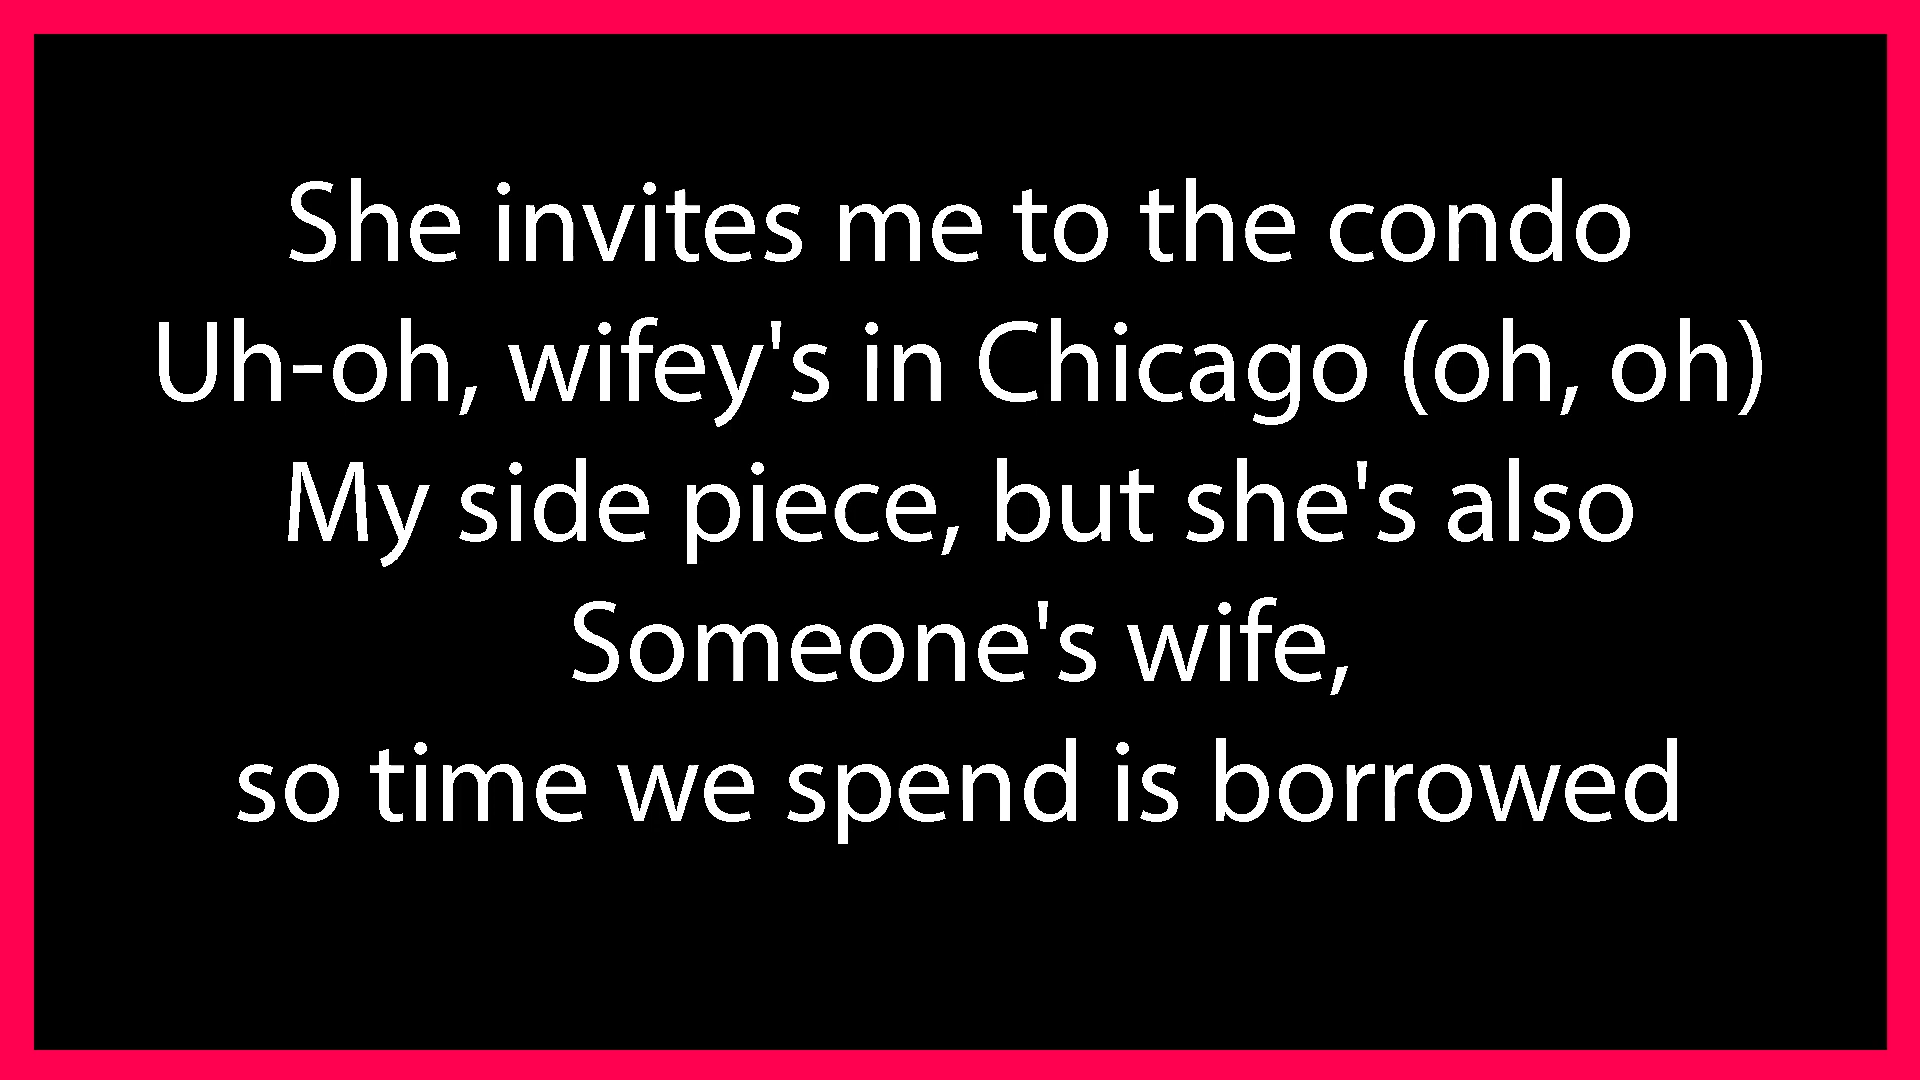 She invites me to the condo
Uh-oh, wifey's in Chicago (oh, oh)
My side piece, but she's also
Someone's wife,
so time we spend is borrowed